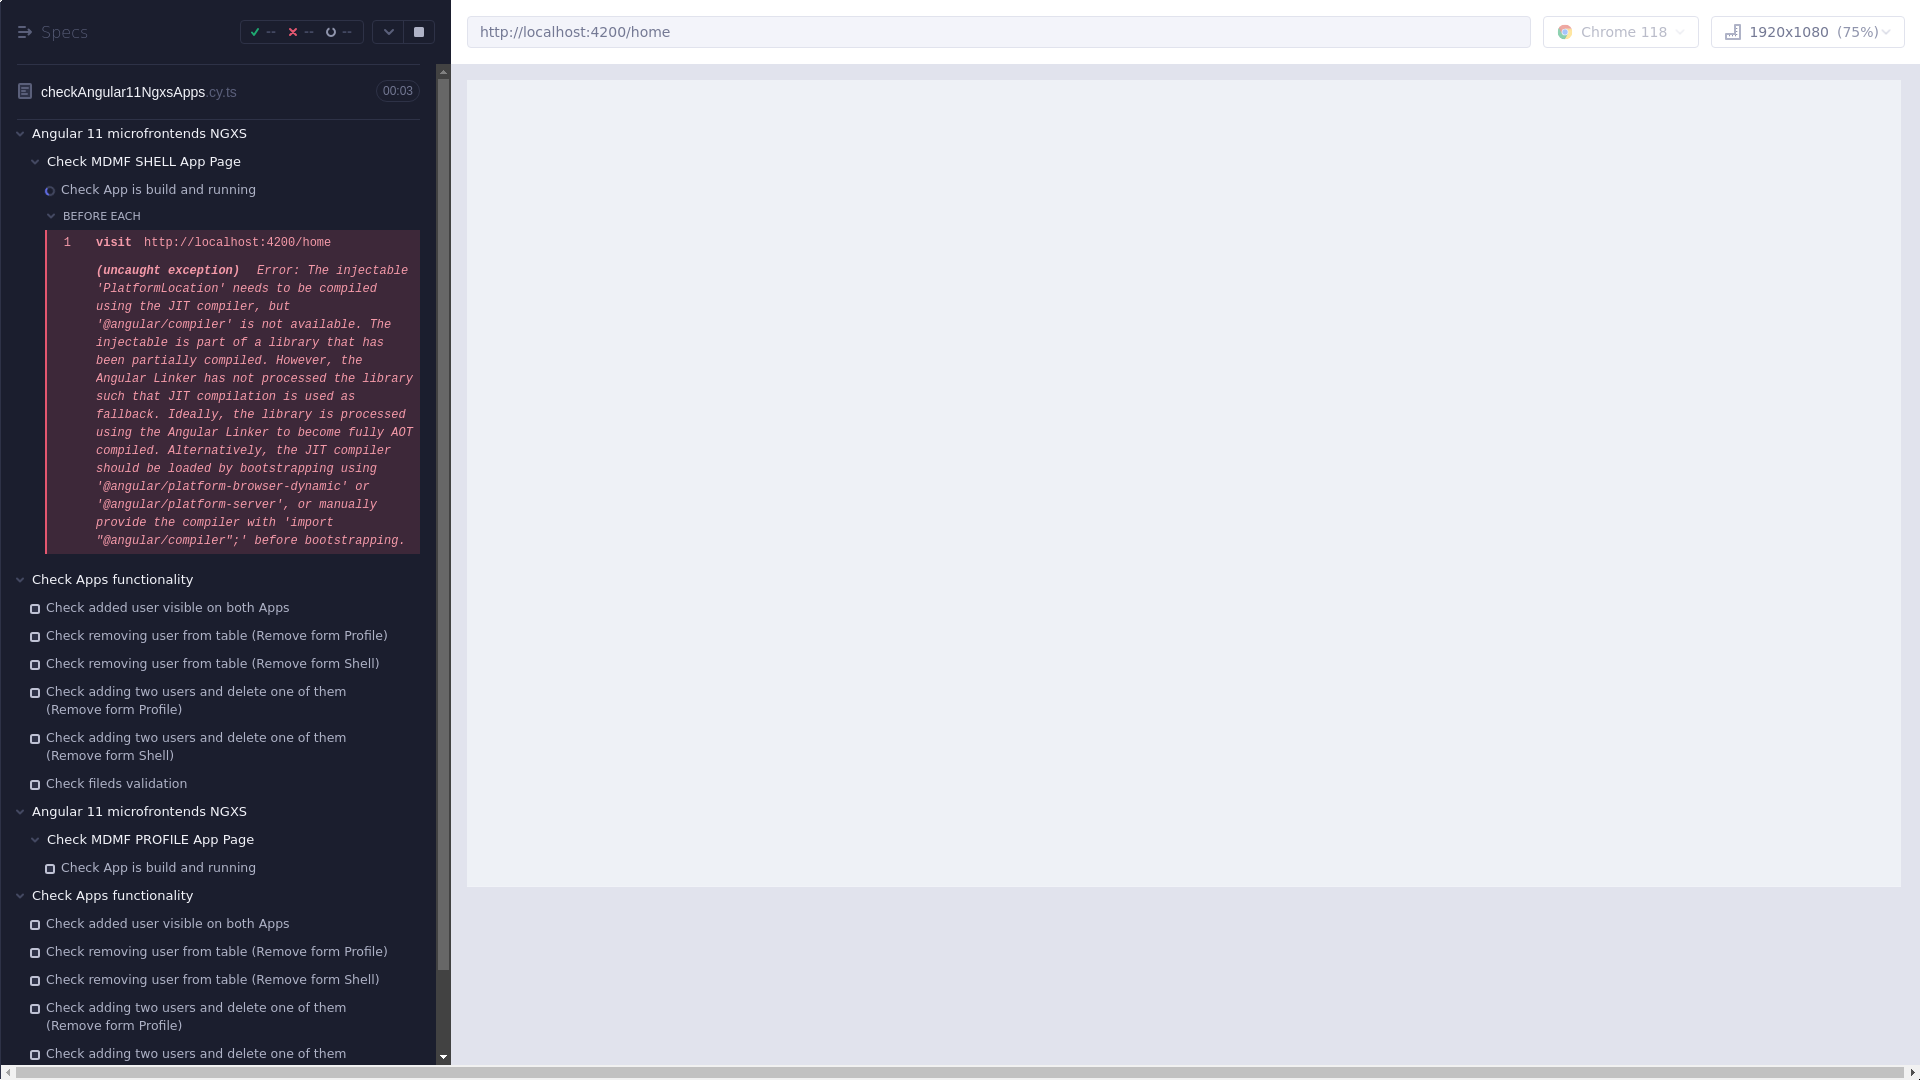 Specs
--
--
--
http://localhost:4200/home
Chrome 118
1920x1080 (75%)
checkAngular11NgxsApps.cy.ts
00:03
Angular 11 microfrontends NGXS
Check MDMF SHELL App Page
Check App is build and running
BEFORE EACH
1 visit http://localhost:4200/home
(uncaught exception) Error: The injectable
'PlatformLocation' needs to be compiled
using the JIT compiler, but
'@angular/compiler' is not available. The
injectable is part of a library that has
been partially compiled. However, the
Angular Linker has not processed the library
such that JIT compilation is used as
fallback. Ideally, the library is processed
using the Angular Linker to become fully AOT
compiled. Alternatively, the JIT compiler
should be loaded by bootstrapping using
'@angular/platform-browser-dynamic' or
'@angular/platform-server', or manually
provide the compiler with 'import
"@angular/compiler";' before bootstrapping.
Check Apps functionality
Check added user visible on both Apps
Check removing user from table (Remove form Profile)
Check removing user from table (Remove form Shell)
Check adding two users and delete one of them
(Remove form Profile)
Check adding two users and delete one of them
(Remove form Shell)
Check fileds validation
Angular 11 microfrontends NGXS
Check MDMF PROFILE App Page
Check App is build and running
Check Apps functionality
Check added user visible on both Apps
Check removing user from table (Remove form Profile)
Check removing user from table (Remove form Shell)
Check adding two users and delete one of them
(Remove form Profile)
Check adding two users and delete one of them